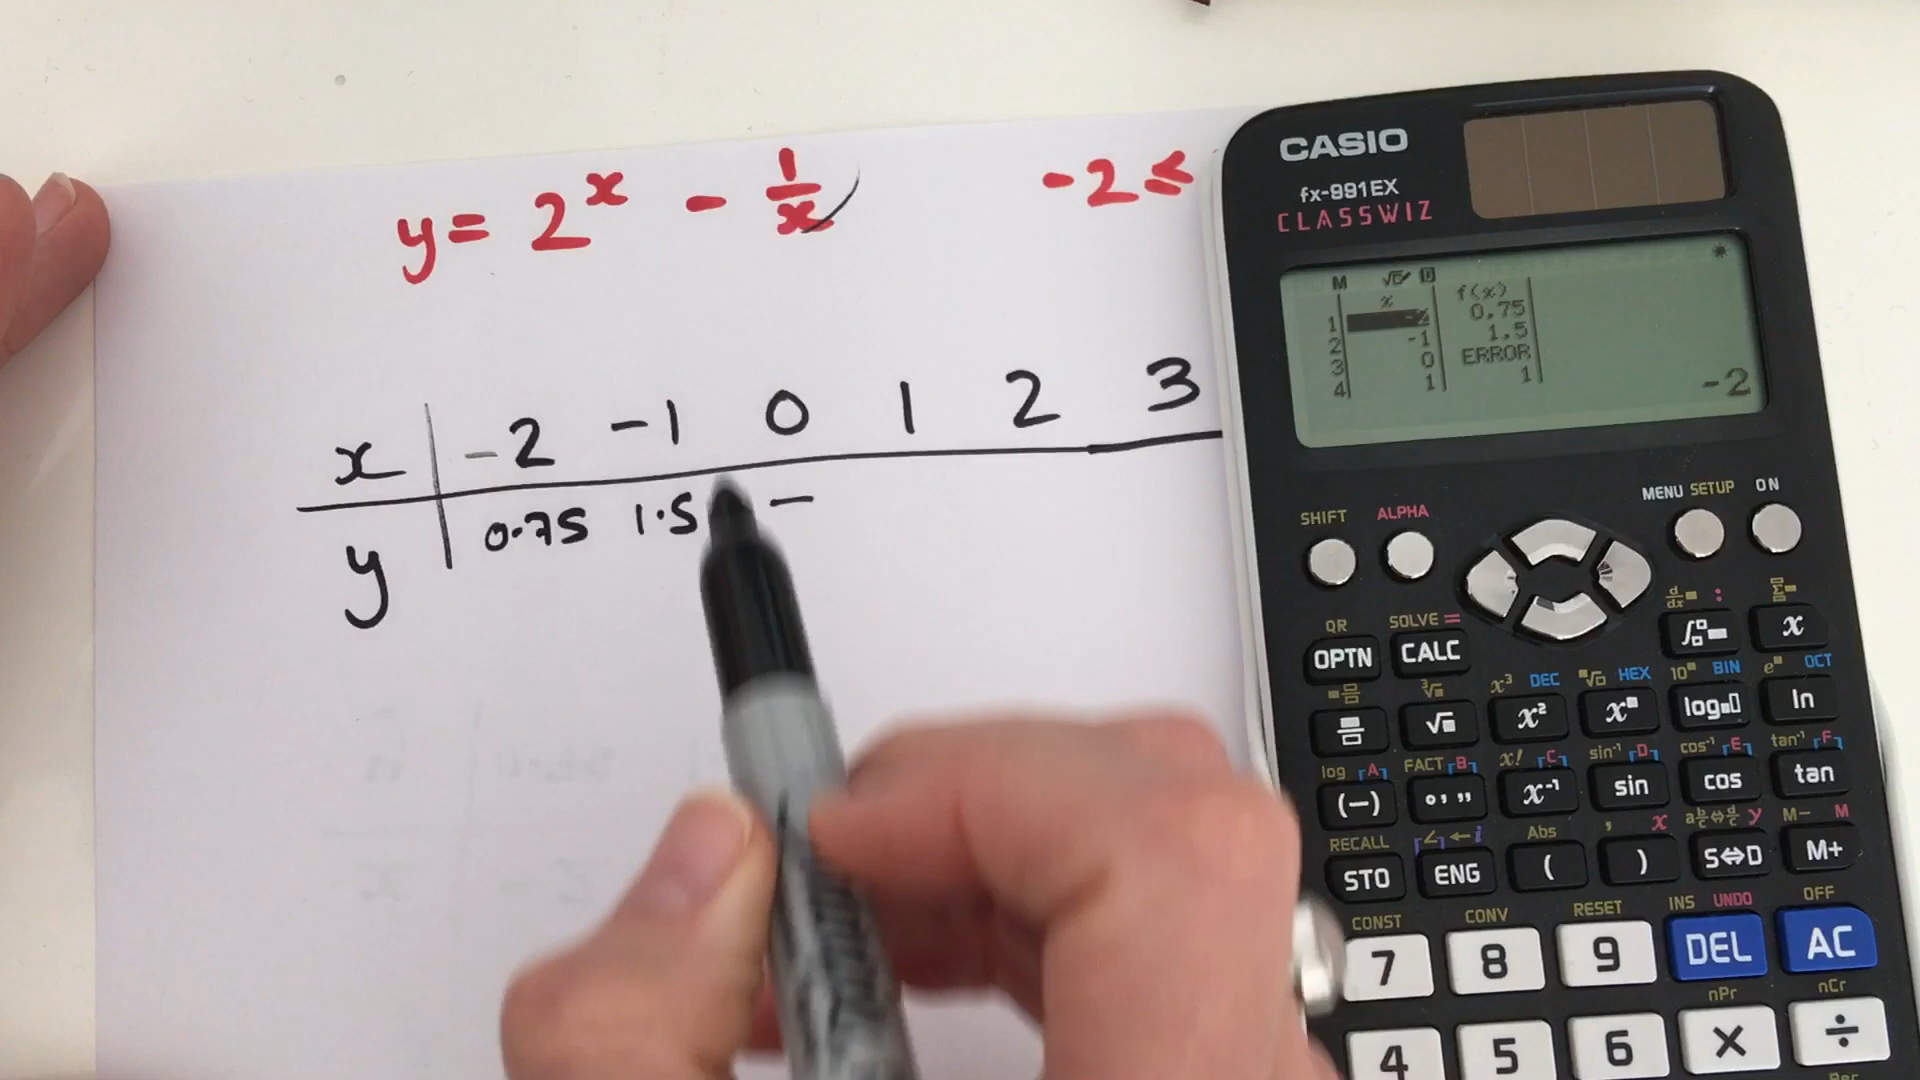 y = 2^x - 1/x
-2 ≤
x -2 -1 0 1 2 3
y 0.75 1.5 -
CASIO
fx-991EX
CLASSWIZ
M √ D
x f(x)
1 -2 0.75
2 -1 1.5
3 0 ERROR
4 1 1
-2
SHIFT ALPHA MENU SETUP ON
QR SOLVE = d/dx : Σ=
OPTN CALC ∫ x
x³ DEC HEX 10 BIN e OCT
√ x² x log ln
log A FACT B x! C sin⁻¹ D cos⁻¹ E tan⁻¹ F
(−) ° ’ ” x⁻¹ sin cos tan
RECALL ∠ ←i Abs , x a b/c⇔d/c y M− M
STO ENG ( ) S⇔D M+
CONST CONV RESET INS UNDO OFF
7 8 9 DEL AC
nPr nCr
4 5 6 × ÷